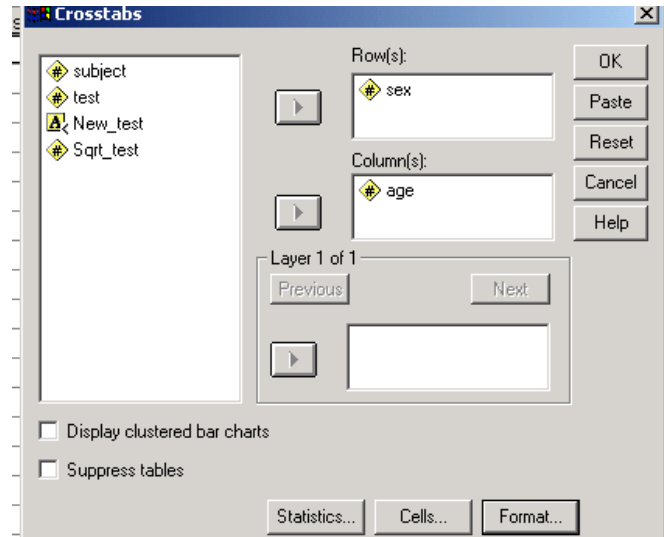 Crosstabs
subject
test
New_test
Sqrt_test
Row(s):
sex
Column(s):
age
Layer 1 of 1
Previous
Next
OK
Paste
Reset
Cancel
Help
Display clustered bar charts
Suppress tables
Statistics...
Cells...
Format...